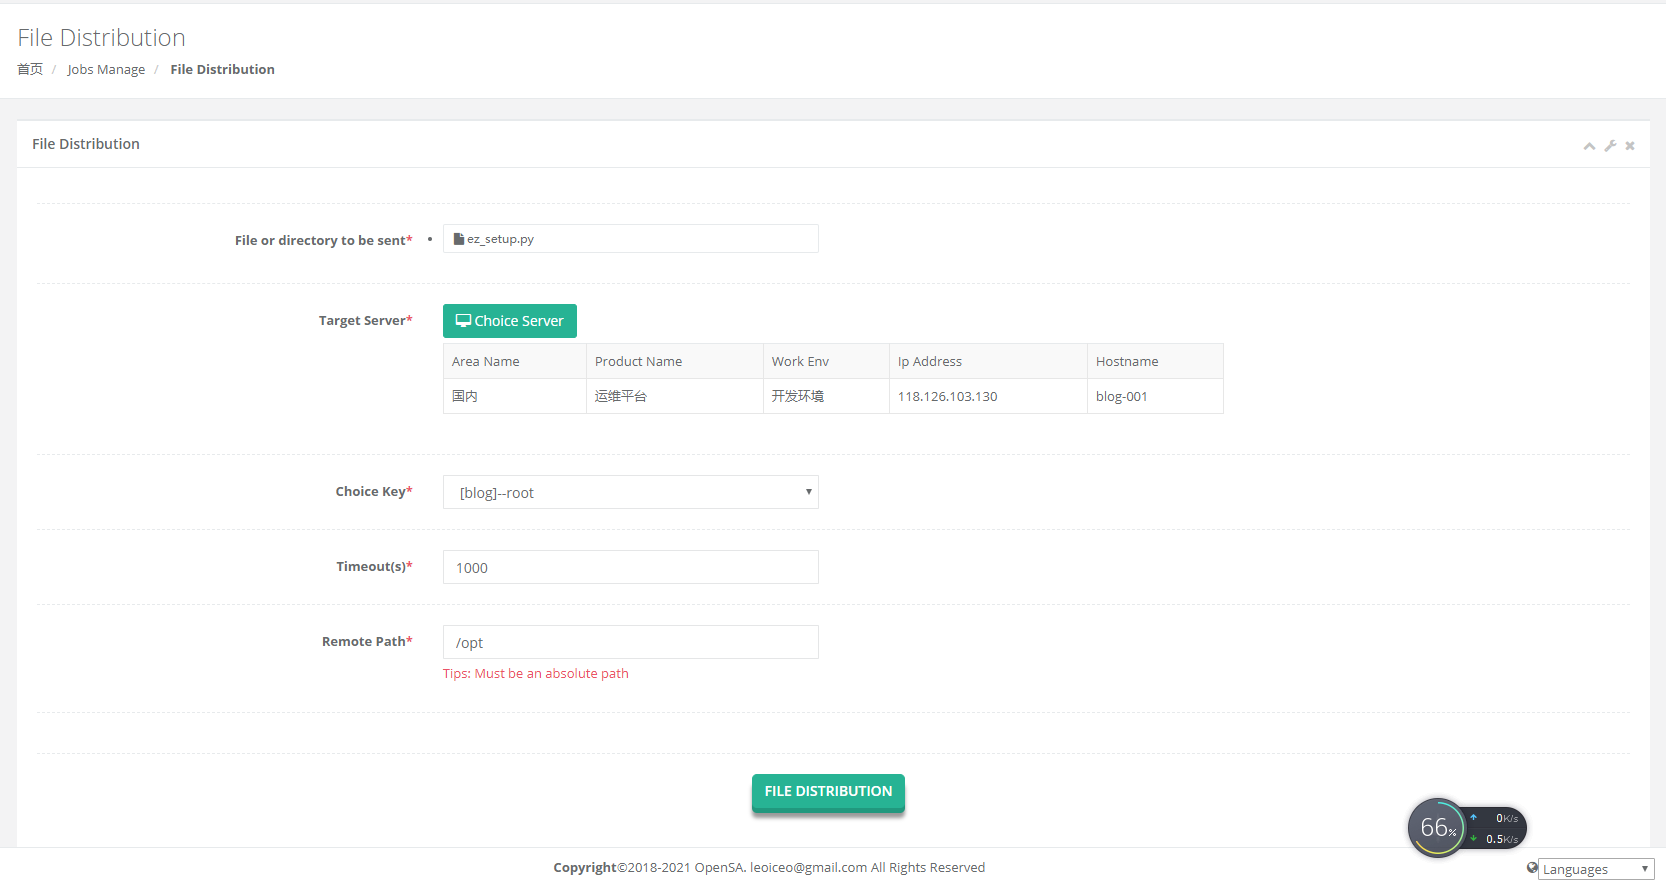 File Distribution
首页 / Jobs Manage / File Distribution
File Distribution
File or directory to be sent* • ez_setup.py
Target Server* Choice Server
Area Name Product Name Work Env Ip Address Hostname
国内 运维平台 开发环境 118.126.103.130 blog-001
Choice Key* [blog]--root
Timeout(s)* 1000
Remote Path* /opt
Tips: Must be an absolute path
FILE DISTRIBUTION
66% 0K/s
0.5K/s
Copyright©2018-2021 OpenSA. leoiceo@gmail.com All Rights Reserved
Languages